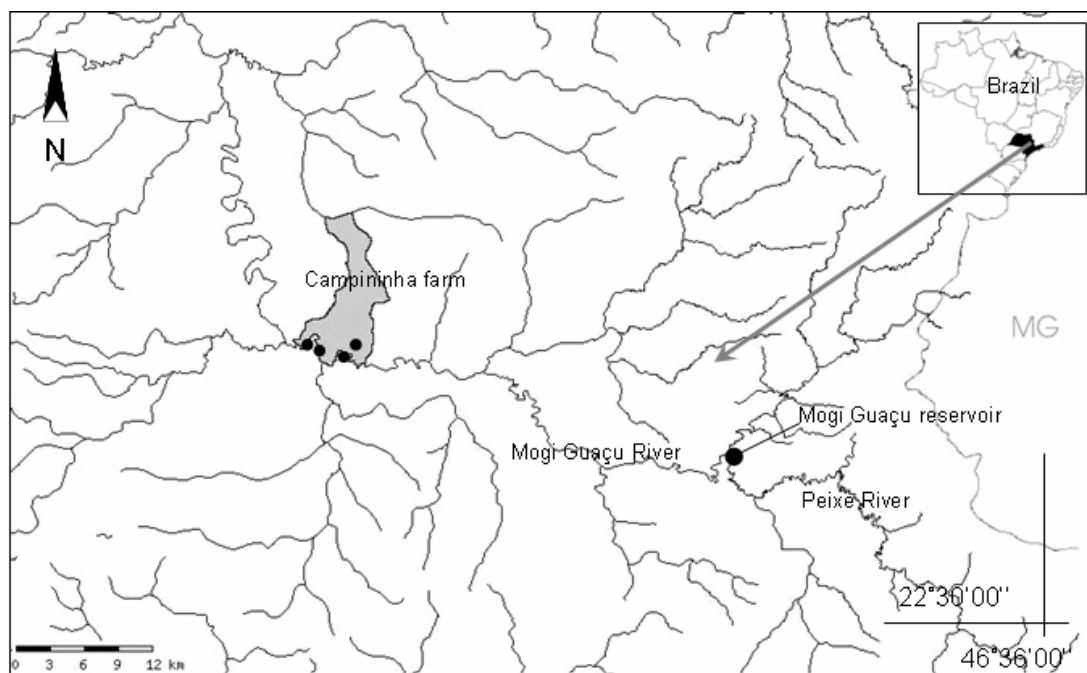 Brazil
N
Campininha farm
MG
Mogi Guaçu reservoir
Mogi Guaçu River
Peixe River
22°30'00''
46°36'00''
0 3 6 9 12 km